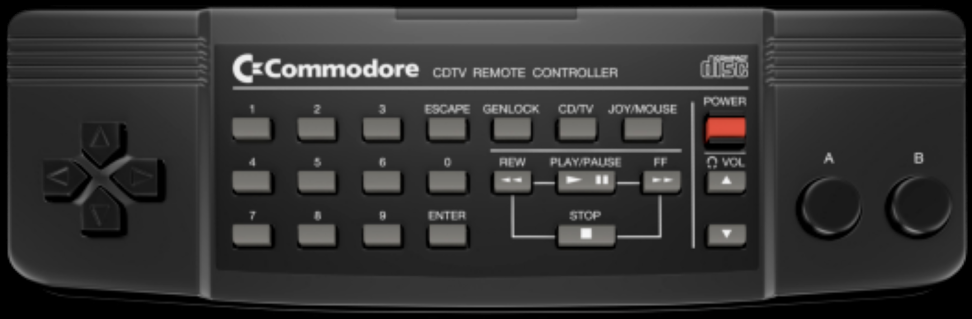 Commodore CDTV REMOTE CONTROLLER COMPACT disc
1 2 3 ESCAPE GENLOCK CD/TV JOY/MOUSE POWER
4 5 6 0 REW PLAY/PAUSE FF VOL
A B
7 8 9 ENTER STOP